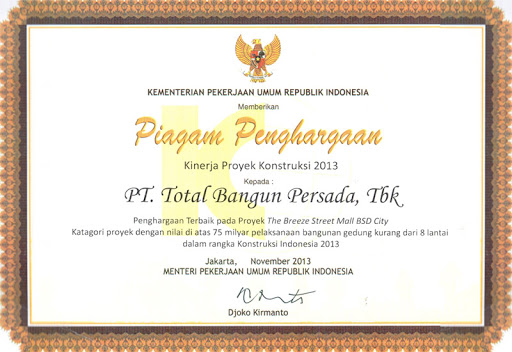 KEMENTERIAN PEKERJAAN UMUM REPUBLIK INDONESIA
Memberikan
Piagam Penghargaan
Kinerja Proyek Konstruksi 2013
Kepada :
PT. Total Bangun Persada, Tbk
Penghargaan Terbaik pada Proyek The Breeze Street Mall BSD City
Katagori proyek dengan nilai di atas 75 milyar pelaksanaan bangunan gedung kurang dari 8 lantai
dalam rangka Konstruksi Indonesia 2013
Jakarta, November 2013
MENTERI PEKERJAAN UMUM REPUBLIK INDONESIA
Djoko Kirmanto